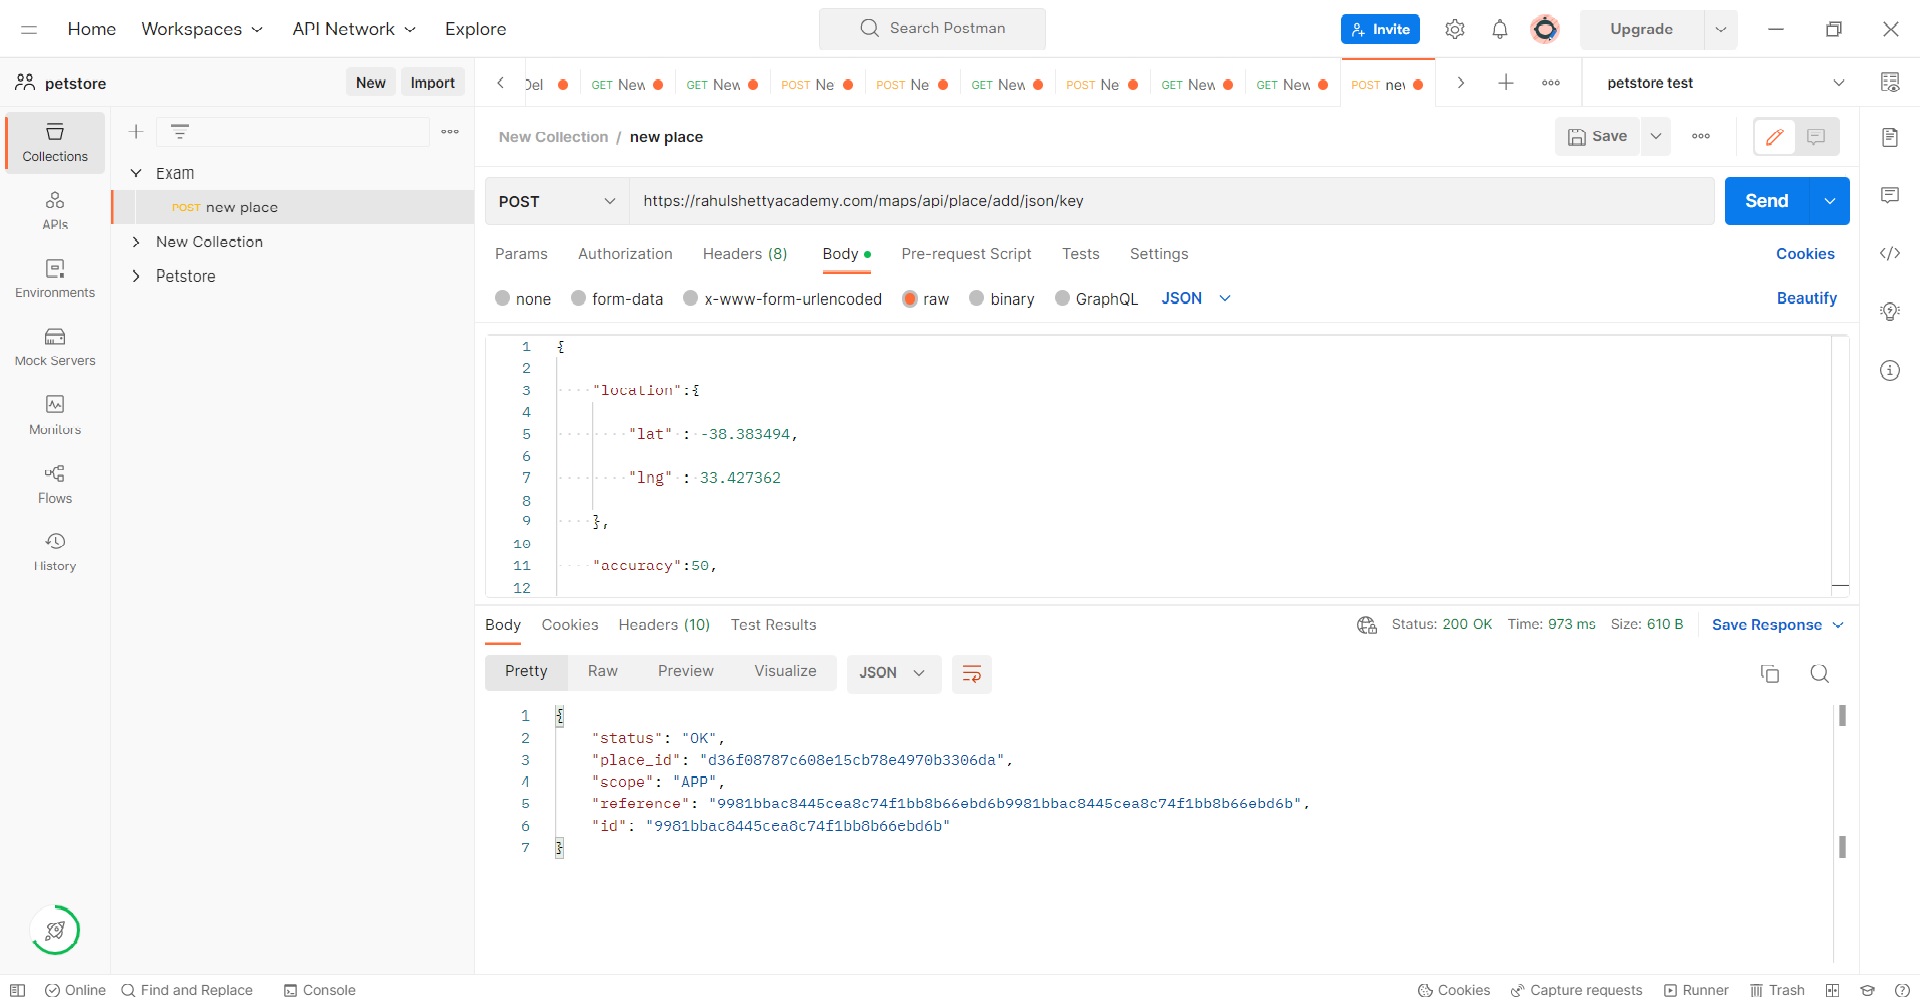 Home Workspaces API Network Explore Search Postman Invite Upgrade
petstore New Import Del GET New GET New POST Ne POST Ne GET New POST Ne GET New GET New POST new petstore test
Collections
APIs
Environments
Mock Servers
Monitors
Flows
History
Exam
POST new place
New Collection
Petstore
New Collection / new place Save
POST https://rahulshettyacademy.com/maps/api/place/add/json/key Send
Params Authorization Headers (8) Body Pre-request Script Tests Settings Cookies
none form-data x-www-form-urlencoded raw binary GraphQL JSON Beautify
1 {
2
3 "location":{
4
5 "lat" : -38.383494,
6
7 "lng" : 33.427362
8
9 },
10
11 "accuracy":50,
12
Body Cookies Headers (10) Test Results Status: 200 OK Time: 973 ms Size: 610 B Save Response
Pretty Raw Preview Visualize JSON
1 {
2 "status": "OK",
3 "place_id": "d36f08787c608e15cb78e4970b3306da",
4 "scope": "APP",
5 "reference": "9981bbac8445cea8c74f1bb8b66ebd6b9981bbac8445cea8c74f1bb8b66ebd6b",
6 "id": "9981bbac8445cea8c74f1bb8b66ebd6b"
7 }
Online Find and Replace Console Cookies Capture requests Runner Trash